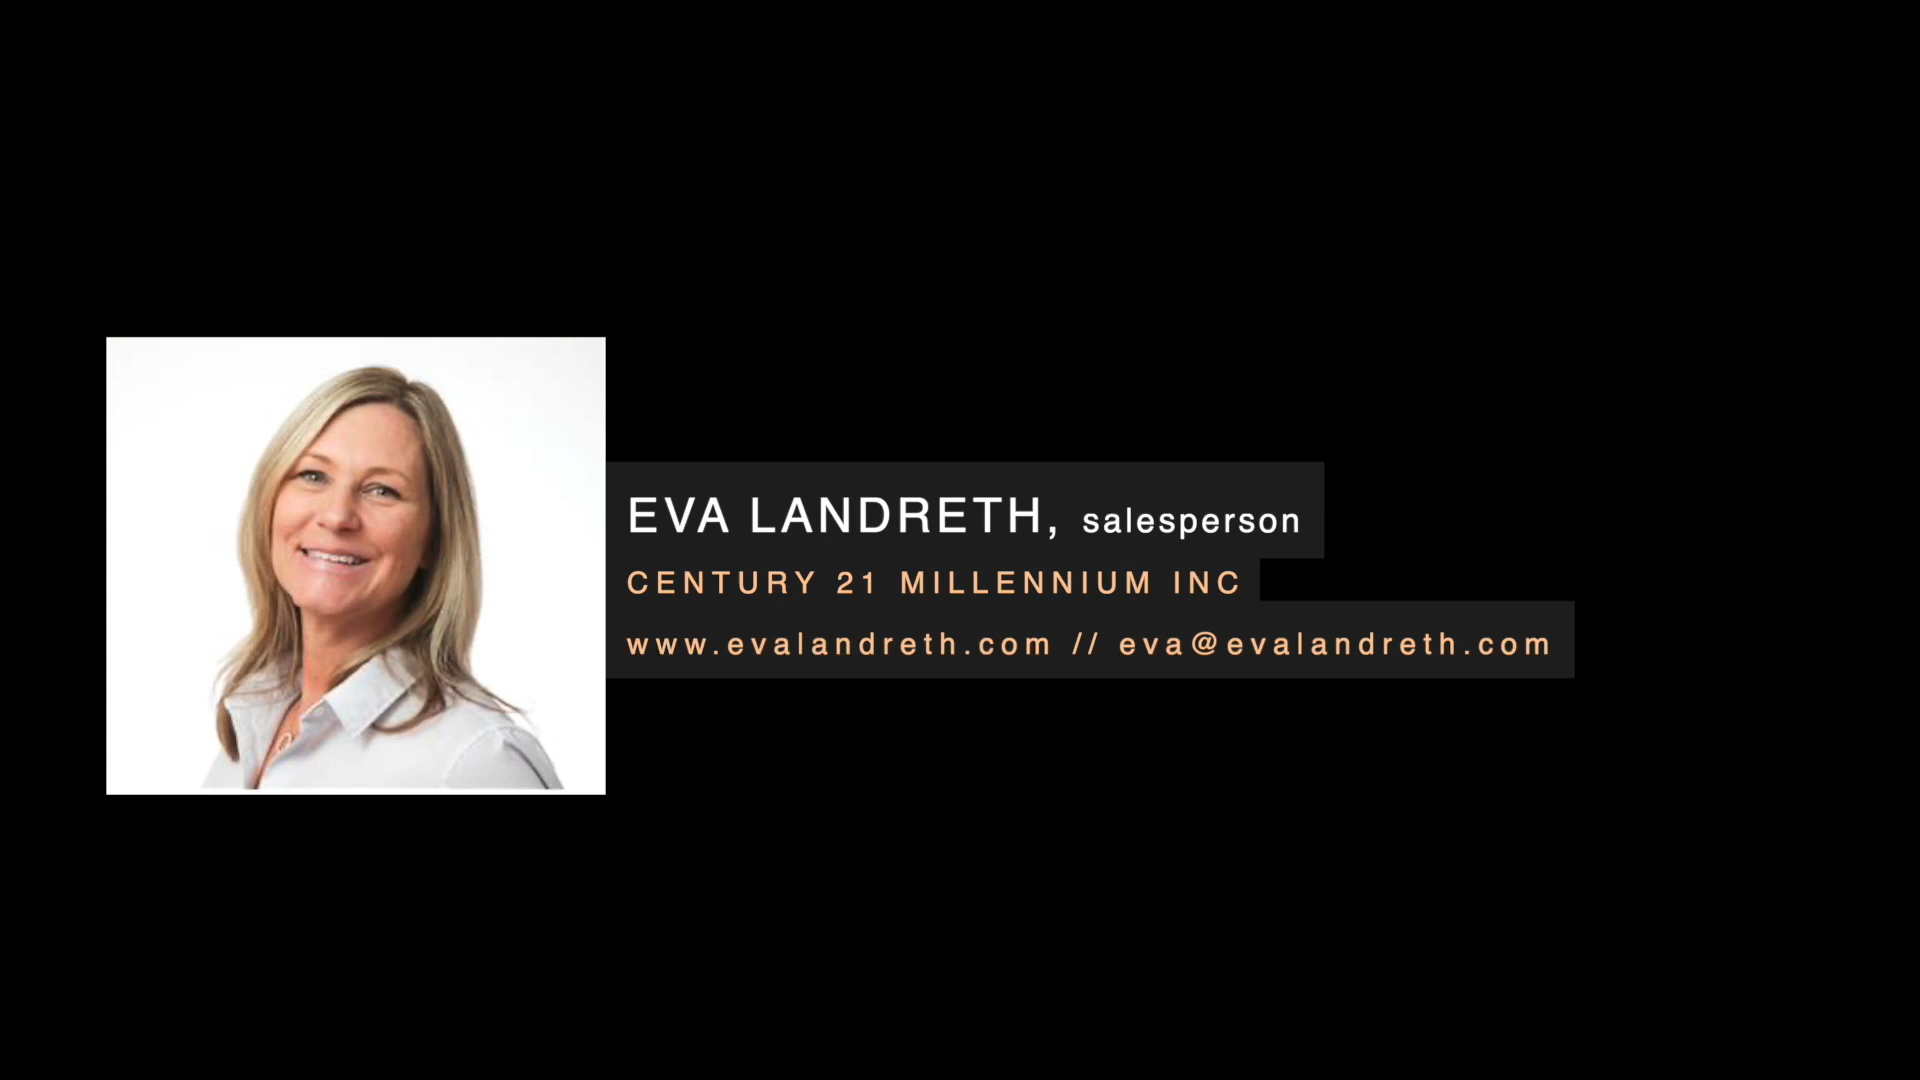 EVA LANDRETH, salesperson
CENTURY 21 MILLENNIUM INC
www.evalandreth.com // eva@evalandreth.com